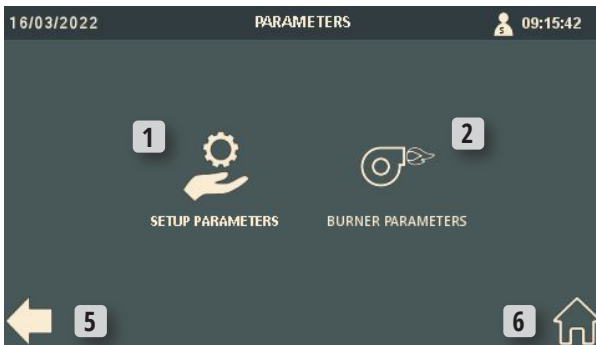 16/03/2022 PARAMETERS S 09:15:42
1 2
SETUP PARAMETERS BURNER PARAMETERS
5 6